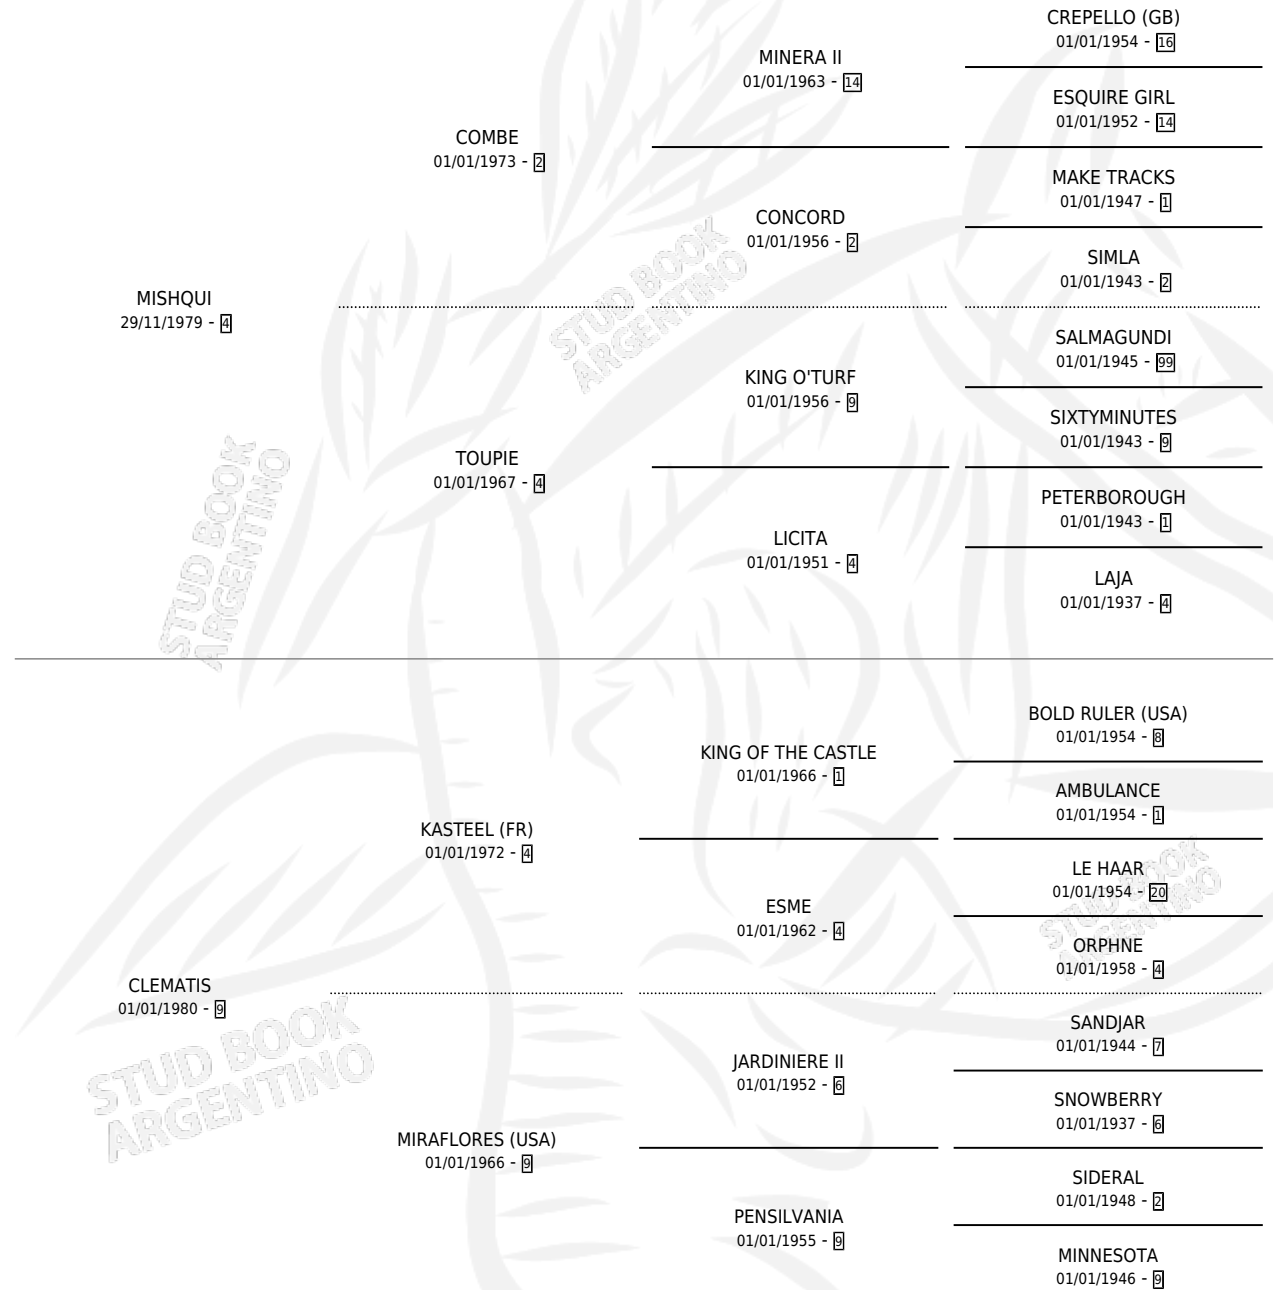 CREPELLO (GB)
01/01/1954 - 16
MINERA II
01/01/1963 - 14
ESQUIRE GIRL
01/01/1952 - 14
COMBE
01/01/1973 - 2
MAKE TRACKS
01/01/1947 - 1
CONCORD
01/01/1956 - 2
SIMLA
01/01/1943 - 2
MISHQUI
29/11/1979 - 4
SALMAGUNDI
01/01/1945 - 99
KING O'TURF
01/01/1956 - 9
SIXTYMINUTES
01/01/1943 - 9
TOUPIE
01/01/1967 - 4
PETERBOROUGH
01/01/1943 - 1
LICITA
01/01/1951 - 4
LAJA
01/01/1937 - 4
BOLD RULER (USA)
01/01/1954 - 8
KING OF THE CASTLE
01/01/1966 - 1
AMBULANCE
01/01/1954 - 1
KASTEEL (FR)
01/01/1972 - 4
LE HAAR
01/01/1954 - 20
ESME
01/01/1962 - 4
ORPHNE
01/01/1958 - 4
CLEMATIS
01/01/1980 - 9
SANDJAR
01/01/1944 - 7
JARDINIERE II
01/01/1952 - 6
SNOWBERRY
01/01/1937 - 6
MIRAFLORES (USA)
01/01/1966 - 9
SIDERAL
01/01/1948 - 2
PENSILVANIA
01/01/1955 - 9
MINNESOTA
01/01/1946 - 9
STUD BOOK
ARGENTINO
STUD BOOK
ARGENTINO
STUD BOOK
ARGENTINO
STUD BOOK
ARGENTINO